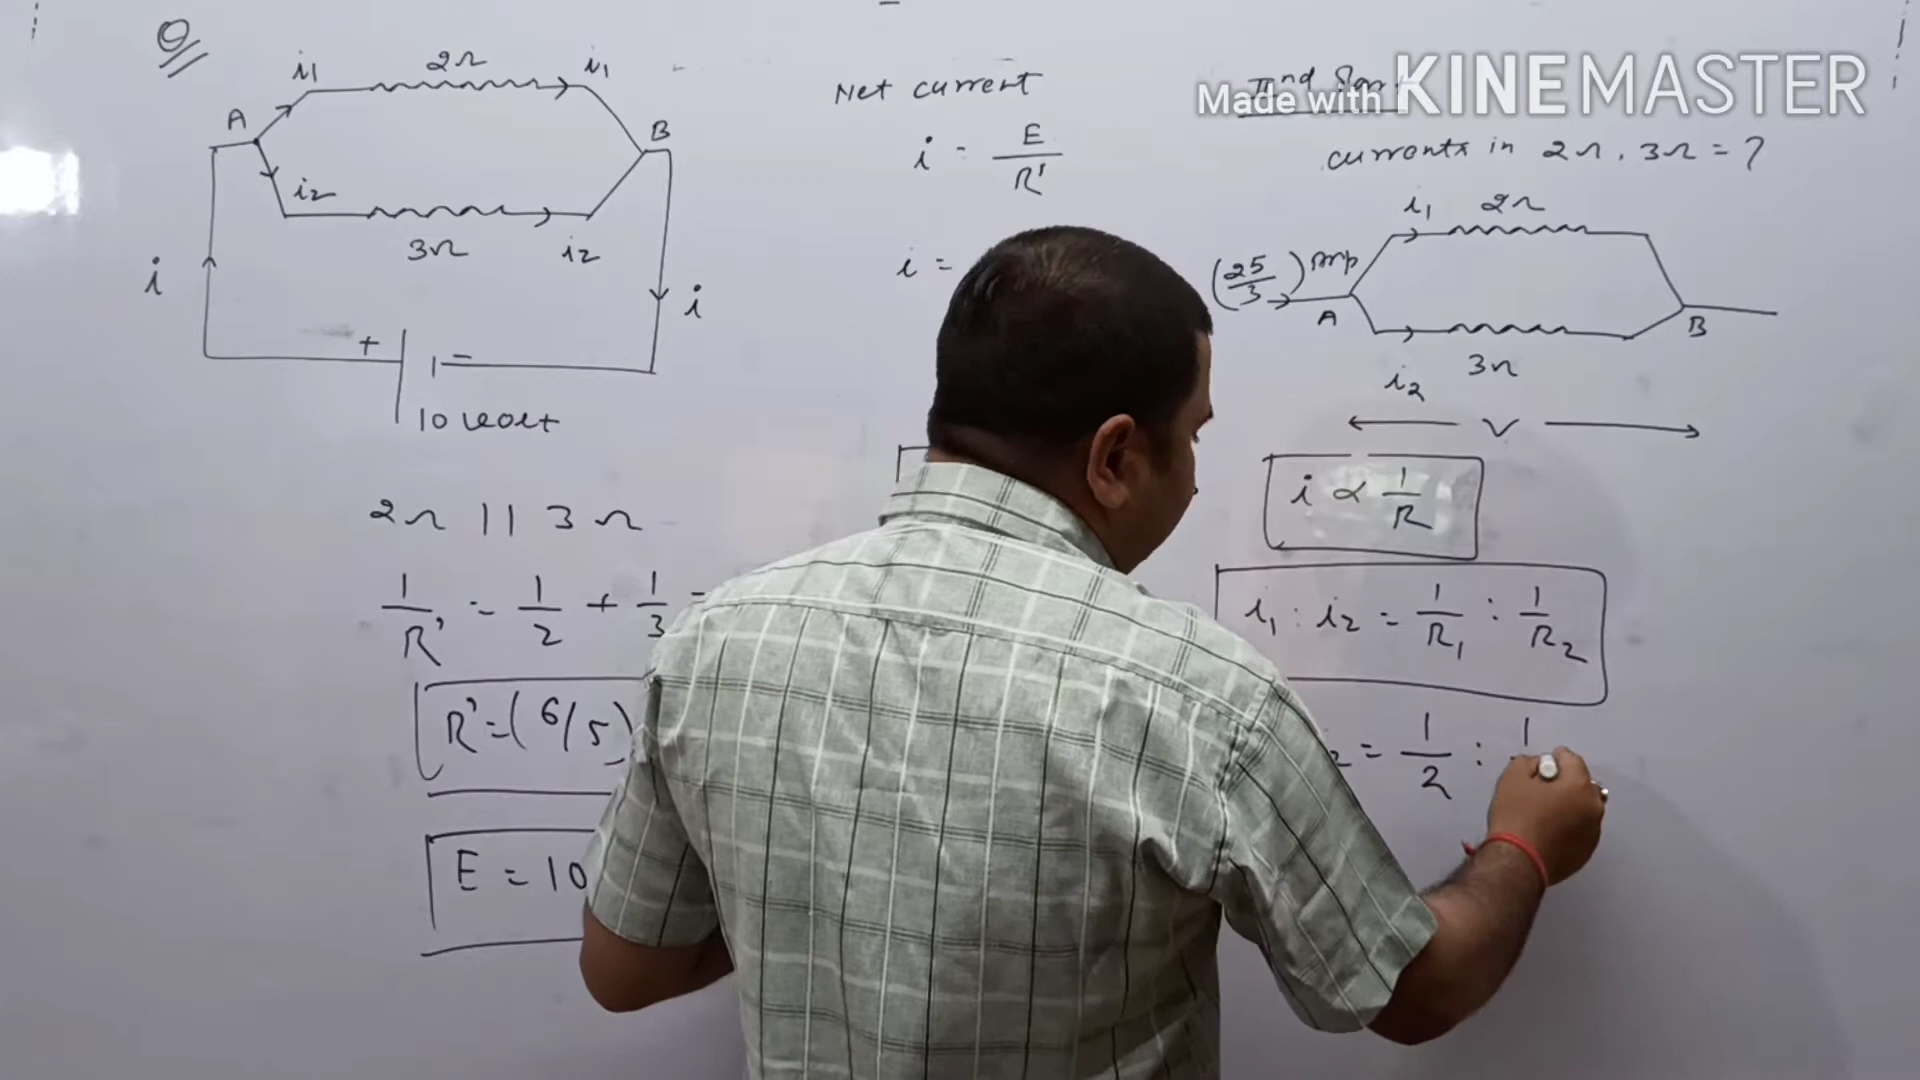 Q
i1 2Ω i1
A B
i2
3Ω i2
i i
+ -
10 volt
2Ω || 3Ω
1/R' = 1/2 + 1/3 =
R' = (6/5)
E = 10
Net current
i = E/R'
i =
IInd
Made with KINEMASTER
currents in 2Ω, 3Ω = ?
i1 2Ω
(25/3) Amp
A B
3Ω
i2
V
i ∝ 1/R
i1 : i2 = 1/R1 : 1/R2
2 = 1/2 : 1